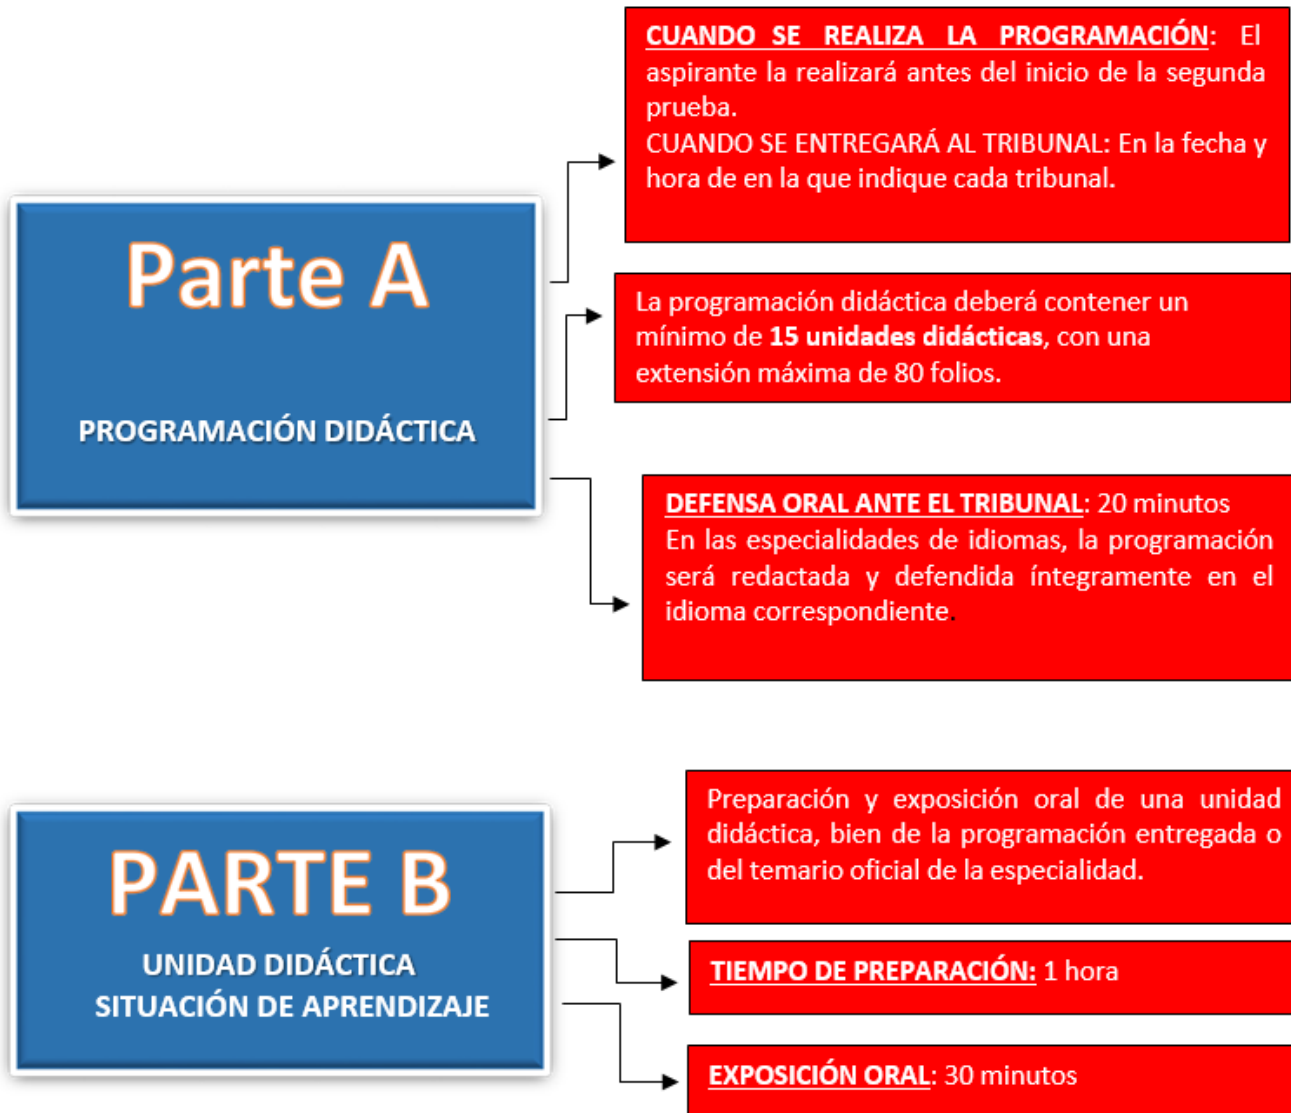 Parte A
PROGRAMACIÓN DIDÁCTICA
CUANDO SE REALIZA LA PROGRAMACIÓN: El
aspirante la realizará antes del inicio de la segunda
prueba.
CUANDO SE ENTREGARÁ AL TRIBUNAL: En la fecha y
hora de en la que indique cada tribunal.
La programación didáctica deberá contener un
mínimo de 15 unidades didácticas, con una
extensión máxima de 80 folios.
DEFENSA ORAL ANTE EL TRIBUNAL: 20 minutos
En las especialidades de idiomas, la programación
será redactada y defendida íntegramente en el
idioma correspondiente.
PARTE B
UNIDAD DIDÁCTICA
SITUACIÓN DE APRENDIZAJE
Preparación y exposición oral de una unidad
didáctica, bien de la programación entregada o
del temario oficial de la especialidad.
TIEMPO DE PREPARACIÓN: 1 hora
EXPOSICIÓN ORAL: 30 minutos